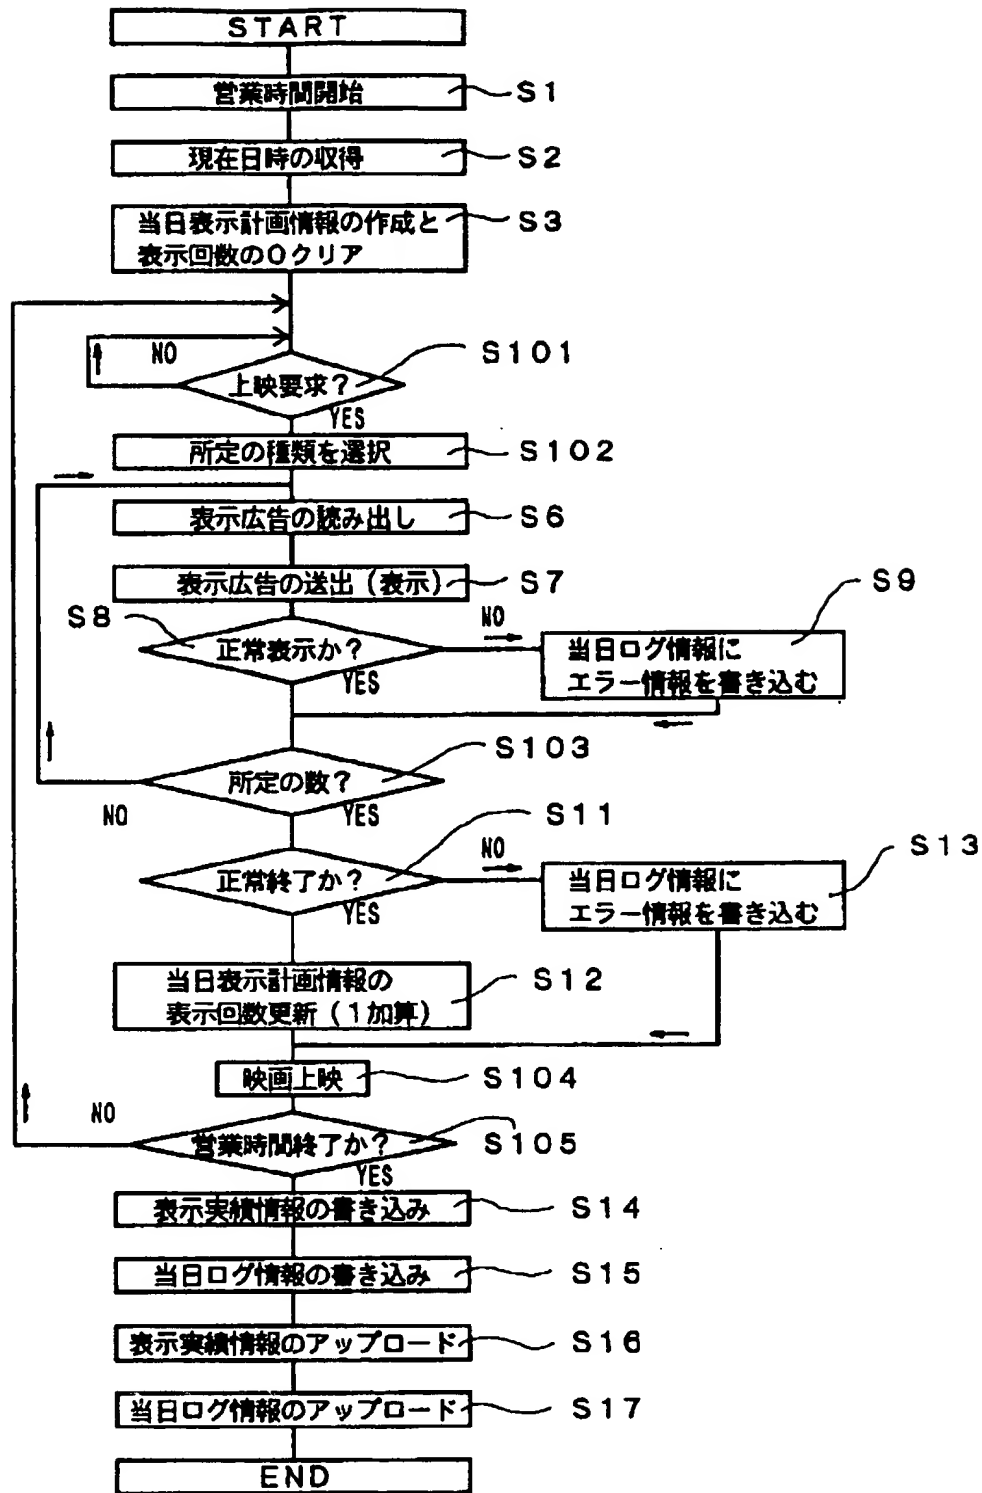 START
営業時間開始
S1
現在日時の取得
S2
当日表示計画情報の作成と
表示回数の0クリア
S3
NO
上映要求?
S101
YES
所定の種類を選択
S102
表示広告の読み出し
S6
表示広告の送出(表示)
S7
S8
正常表示か?
NO
YES
当日ログ情報に
エラー情報を書き込む
S9
所定の数?
S103
NO
YES
正常終了か?
S11
NO
YES
当日ログ情報に
エラー情報を書き込む
S13
当日表示計画情報の
表示回数更新(1加算)
S12
映画上映
S104
NO
営業時間終了か?
S105
YES
表示実績情報の書き込み
S14
当日ログ情報の書き込み
S15
表示実績情報のアップロード
S16
当日ログ情報のアップロード
S17
END